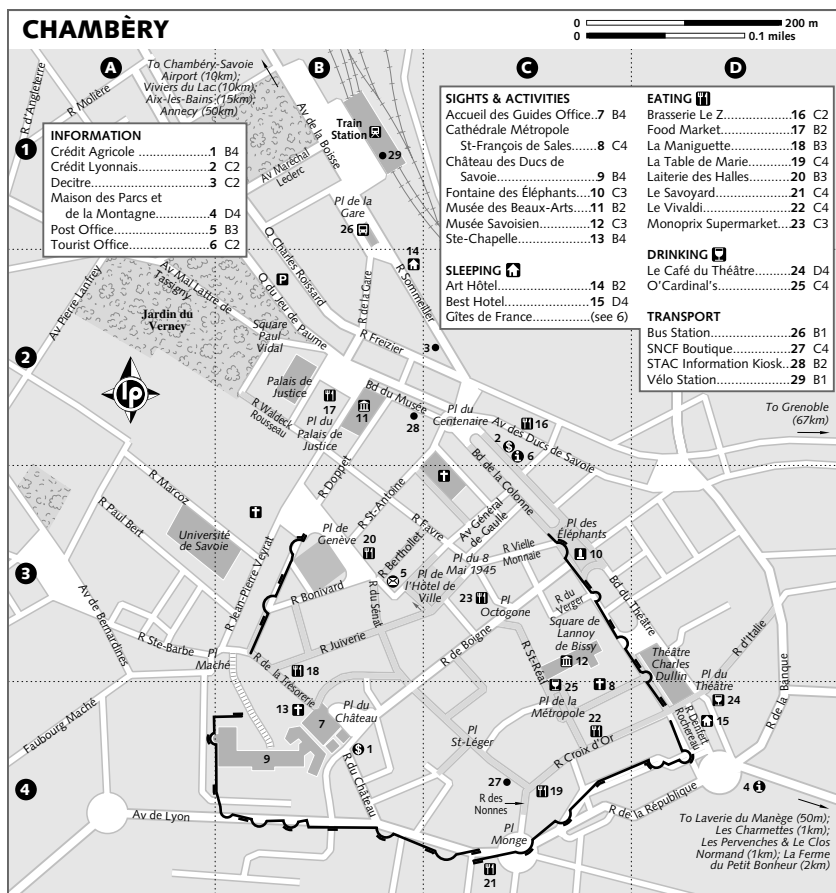 CHAMBÈRY
0 200 m
0 0.1 miles
A
B
C
D
1
2
3
4
To Chambéry-Savoie
Airport (10km);
Viviers du Lac (10km);
Aix-les-Bains (15km);
Annecy (50km)
R d'Angleterre
R Molière
Av de la Boisse
Train
Station
29
Av Maréchal
Leclerc
Pl de la
Gare
26
INFORMATION
Crédit Agricole ................1 B4
Crédit Lyonnais ................2 C2
Decitre ................3 C2
Maison des Parcs et
de la Montagne ................4 D4
Post Office ................5 B3
Tourist Office ................6 C2
SIGHTS & ACTIVITIES
Accueil des Guides Office..7 B4
Cathédrale Métropole
St-François de Sales..........8 C4
Château des Ducs de
Savoie................9 B4
Fontaine des Éléphants..10 C3
Musée des Beaux-Arts.....11 B2
Musée Savoisien............12 C3
Ste-Chapelle................13 B4
SLEEPING
Art Hôtel................14 B2
Best Hotel................15 D4
Gîtes de France............(see 6)
EATING
Brasserie Le Z................16 C2
Food Market................17 B2
La Maniguette................18 B3
La Table de Marie............19 C4
Laiterie des Halles............20 B3
Le Savoyard................21 C4
Le Vivaldi................22 C4
Monoprix Supermarket....23 C3
DRINKING
Le Café du Théâtre..........24 D4
O'Cardinal's................25 C4
TRANSPORT
Bus Station................26 B1
SNCF Boutique................27 C4
STAC Information Kiosk...28 B2
Vélo Station................29 B1
14
Q Charles Roissard
P
R de la Gare
R Sommeiller
Av Mal Lattre de
Tassigny
Av Pierre Lanfrey
Jardin du
Verney
Q du Jeu de Paume
Square
Paul
Vidal
R Freizier
3
lp
Palais de
Justice
17
11
Bd du Musée
28
Pl du
Centenaire
16
R Waldeck
Rousseau
Pl du
Palais de
Justice
2
6
Av des Ducs de Savoie
To Grenoble
(67km)
R Marcoz
R Doppet
R St-Antoine
Bd de la Colonne
R Paul Bert
Université
de Savoie
R Jean-Pierre Veyrat
Pl de
Genève
20
R Favre
Av Général
de Gaulle
Pl des
Éléphants
10
R Berthollet
Pl du 8
Mai 1945
R Vielle
Monnaie
5
Pl de
l'Hôtel de
Ville
R Bonivard
R du Sénat
23
Pl
Octogone
R du
Verger
Bd du Théâtre
Av de Bernardines
Square de
Lannoy
de Bissy
R d'Italie
R Ste-Barbe
Pl
Maché
R Juiverie
R de Boigne
R St-Réal
12
Théâtre
Charles
Dullin
Pl du
Théâtre
R de la Banque
18
R de la Trésorerie
25
8
24
Faubourg Maché
13
7
Pl du
Château
Pl de la
Métropole
22
R Denfert
Rochereau
15
9
1
Pl
St-Léger
R Croix d'Or
R du Château
27
19
4
R des
Nonnes
R de la République
Av de Lyon
Pl
Monge
21
To Laverie du Manège (50m);
Les Charmettes (1km);
Les Pervenches & Le Clos
Normand (1km); La Ferme
du Petit Bonheur (2km)